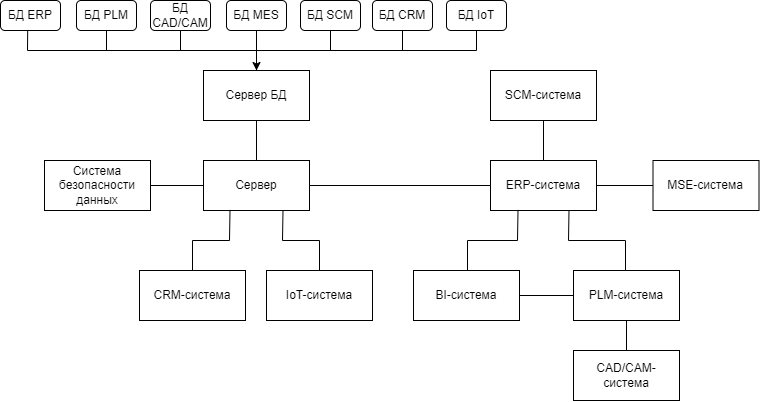 БД ERP
БД PLM
БД
CAD/CAM
БД MES
БД SCM
БД CRM
БД IoT
Сервер БД
SCM-система
Система
безопасности
данных
Сервер
ERP-система
MSE-система
CRM-система
IoT-система
BI-система
PLM-система
CAD/CAM-
система